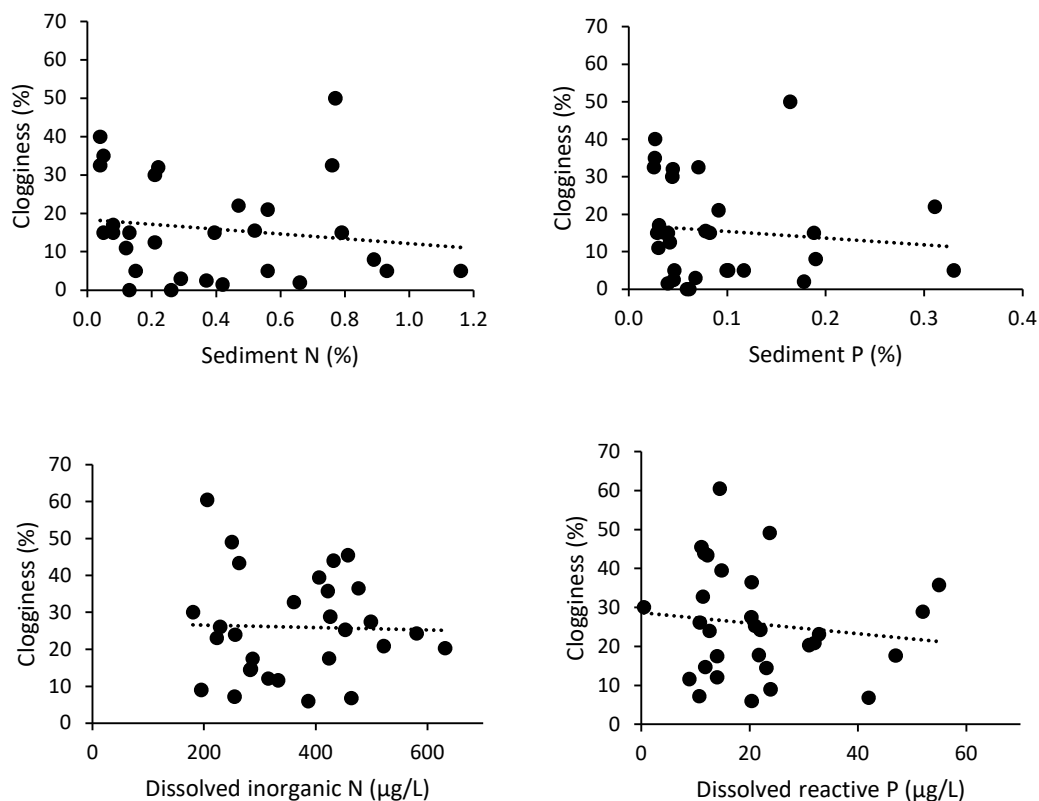 70
60
50
40
30
20
10
0
Clogginess (%)
0.0 0.2 0.4 0.6 0.8 1.0 1.2
Sediment N (%)
70
60
50
40
30
20
10
0
Clogginess (%)
0.0 0.1 0.2 0.3 0.4
Sediment P (%)
70
60
50
40
30
20
10
0
Clogginess (%)
0 200 400 600
Dissolved inorganic N (µg/L)
70
60
50
40
30
20
10
0
Clogginess (%)
0 20 40 60
Dissolved reactive P (µg/L)